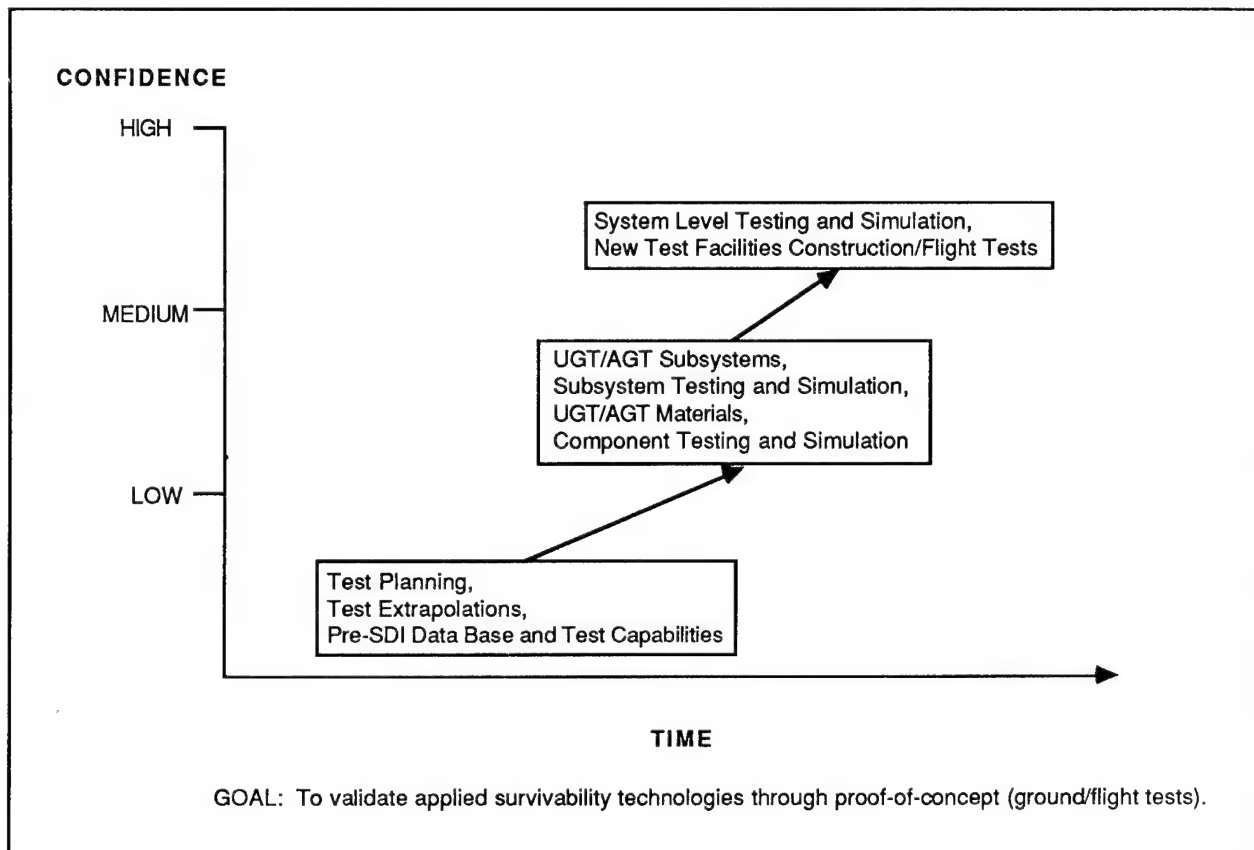 CONFIDENCE
HIGH
System Level Testing and Simulation,
New Test Facilities Construction/Flight Tests
MEDIUM
UGT/AGT Subsystems,
Subsystem Testing and Simulation,
UGT/AGT Materials,
Component Testing and Simulation
LOW
Test Planning,
Test Extrapolations,
Pre-SDI Data Base and Test Capabilities
TIME
GOAL: To validate applied survivability technologies through proof-of-concept (ground/flight tests).